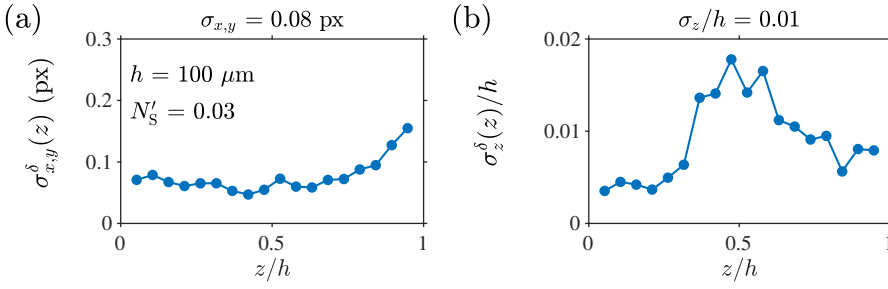 (a)
σx,y = 0.08 px
0.3
0.2
0.1
0
σδx,y(z) (px)
h = 100 μm
N′S = 0.03
0
0.5
1
z/h
(b)
σz/h = 0.01
0.02
0.01
0
σδz(z)/h
0
0.5
1
z/h